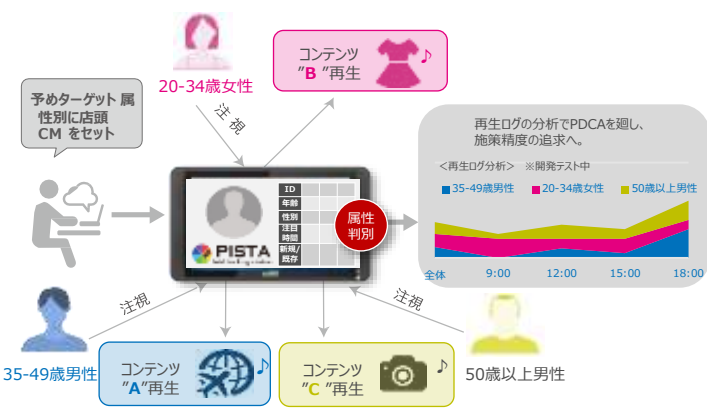 コンテンツ
"B "再生
♪
20-34歳女性
予めターゲット 属
性別に店頭
CM をセット
注 視
再生ログの分析でPDCAを廻し、
施策精度の追求へ。
<再生ログ分析> ※開発テスト中
35-49歳男性 20-34歳女性 50歳以上男性
全体 9:00 12:00 15:00 18:00
ID
年齢
性別
注目
時間
新規/
既存
PISTA
属性
判別
注視
注視
35-49歳男性
コンテンツ
"A"再生
♪
コンテンツ
"C "再生
♪
50歳以上男性